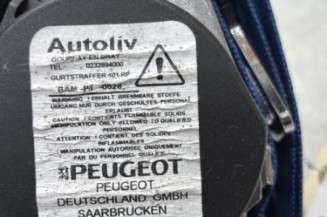 Autoliv
GOURNAY EN BRAY
TEL. : 0232894000
GURTSTRAFFER 101 RP
BAM -PT -0026
WARNUNG ! ENTHALT BRENNBARE STOFFE
UMGANG NUR DURCH GESCHULTES PERSONAL
ERLAUBT
CAUTION : CONTENTS FLAMMABLE SOLIDS
MANIPULATION ONLY ALLOWED TO QUALIFIED
PERSONNEL
ATTENTION ! CONTIENT DES SOLIDES
INFLAMMABLES
MANIPULATION AUTORISEE UNIQUEMENT
PAR DU PERSONNEL QUALIFIE
PEUGEOT
PEUGEOT
DEUTSCHLAND GMBH
SAARBRUCKEN